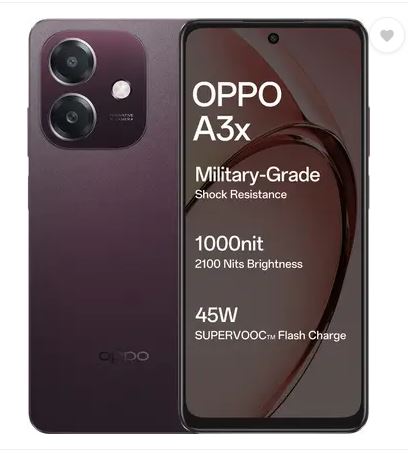 OPPO
A3x
Military-Grade
Shock Resistance
1000nit
2100 Nits Brightness
45W
SUPERVOOC™ Flash Charge
oppo